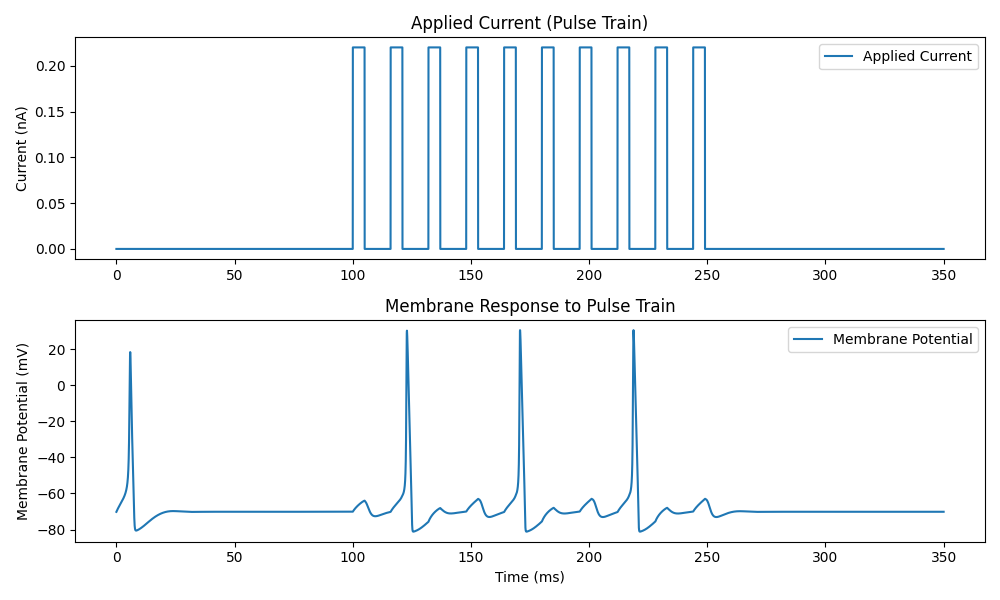 Applied Current (Pulse Train)
Applied Current
Current (nA)
0.20
0.15
0.10
0.05
0.00
0 50 100 150 200 250 300 350
Membrane Response to Pulse Train
Membrane Potential
Membrane Potential (mV)
20
0
−20
−40
−60
−80
0 50 100 150 200 250 300 350
Time (ms)